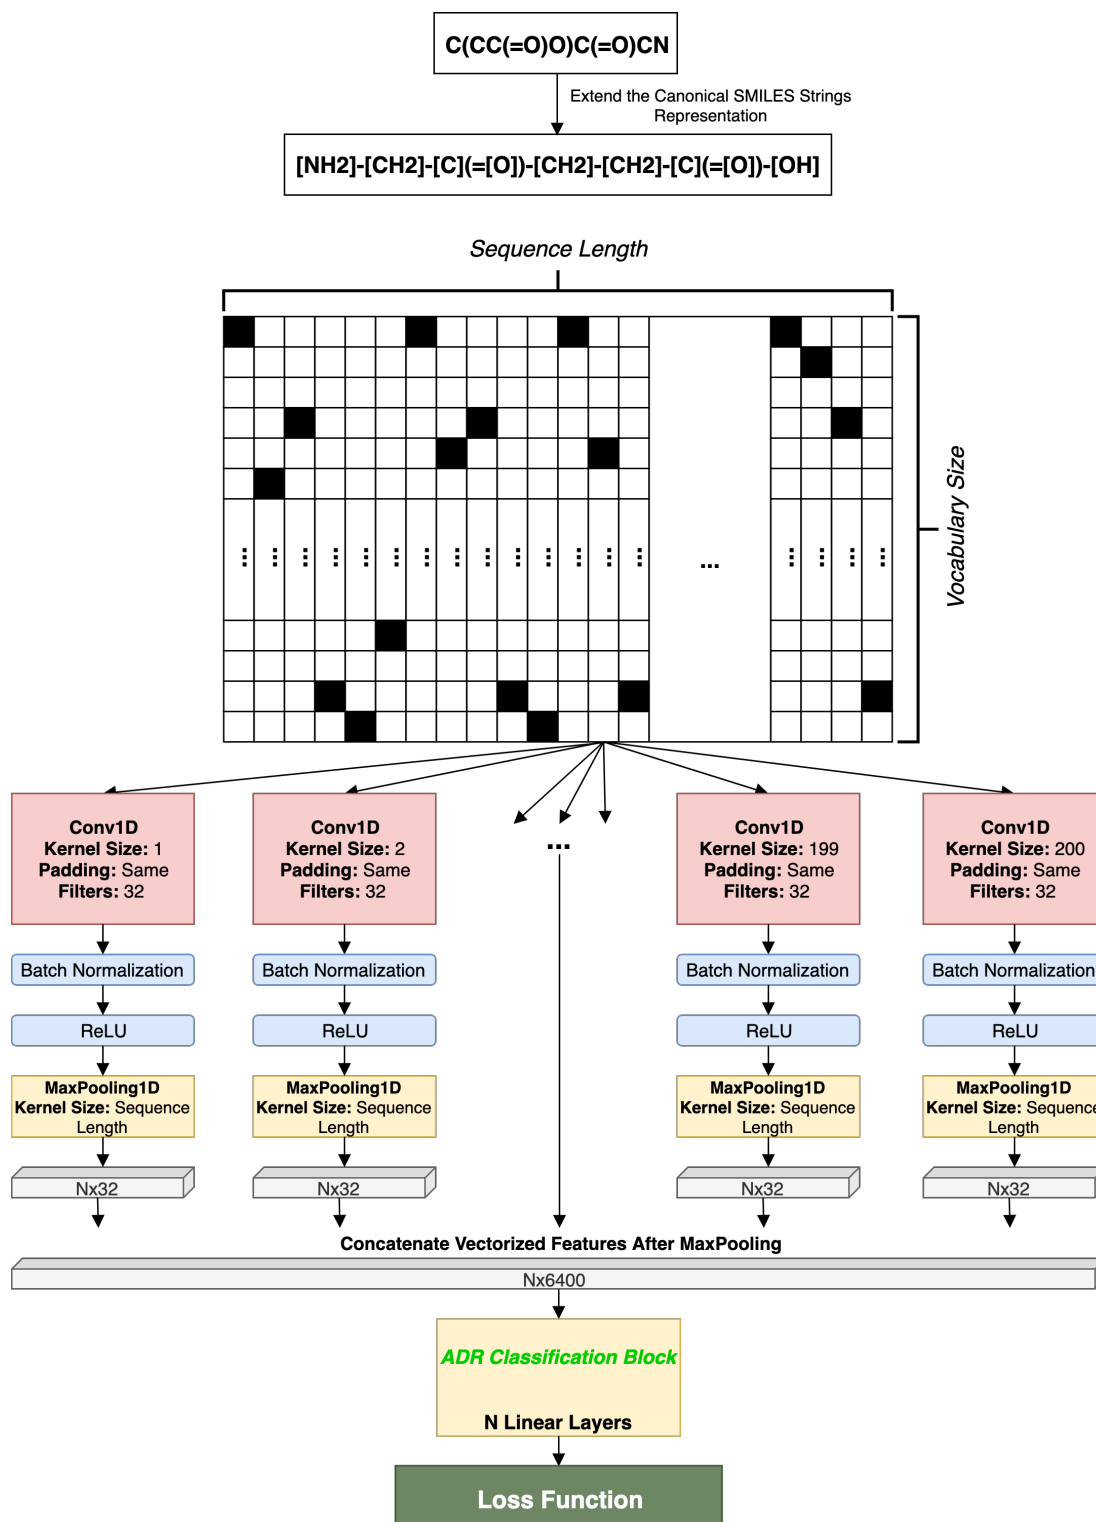 C(CC(=O)O)C(=O)CN
Extend the Canonical SMILES Strings
Representation
[NH2]-[CH2]-[C](=[O])-[CH2]-[CH2]-[C](=[O])-[OH]
Sequence Length
Vocabulary Size
...
...
Conv1D
Kernel Size: 1
Padding: Same
Filters: 32
Batch Normalization
ReLU
MaxPooling1D
Kernel Size: Sequence
Length
Nx32
Conv1D
Kernel Size: 2
Padding: Same
Filters: 32
Batch Normalization
ReLU
MaxPooling1D
Kernel Size: Sequence
Length
Nx32
Conv1D
Kernel Size: 199
Padding: Same
Filters: 32
Batch Normalization
ReLU
MaxPooling1D
Kernel Size: Sequence
Length
Nx32
Conv1D
Kernel Size: 200
Padding: Same
Filters: 32
Batch Normalization
ReLU
MaxPooling1D
Kernel Size: Sequence
Length
Nx32
Concatenate Vectorized Features After MaxPooling
Nx6400
ADR Classification Block
N Linear Layers
Loss Function